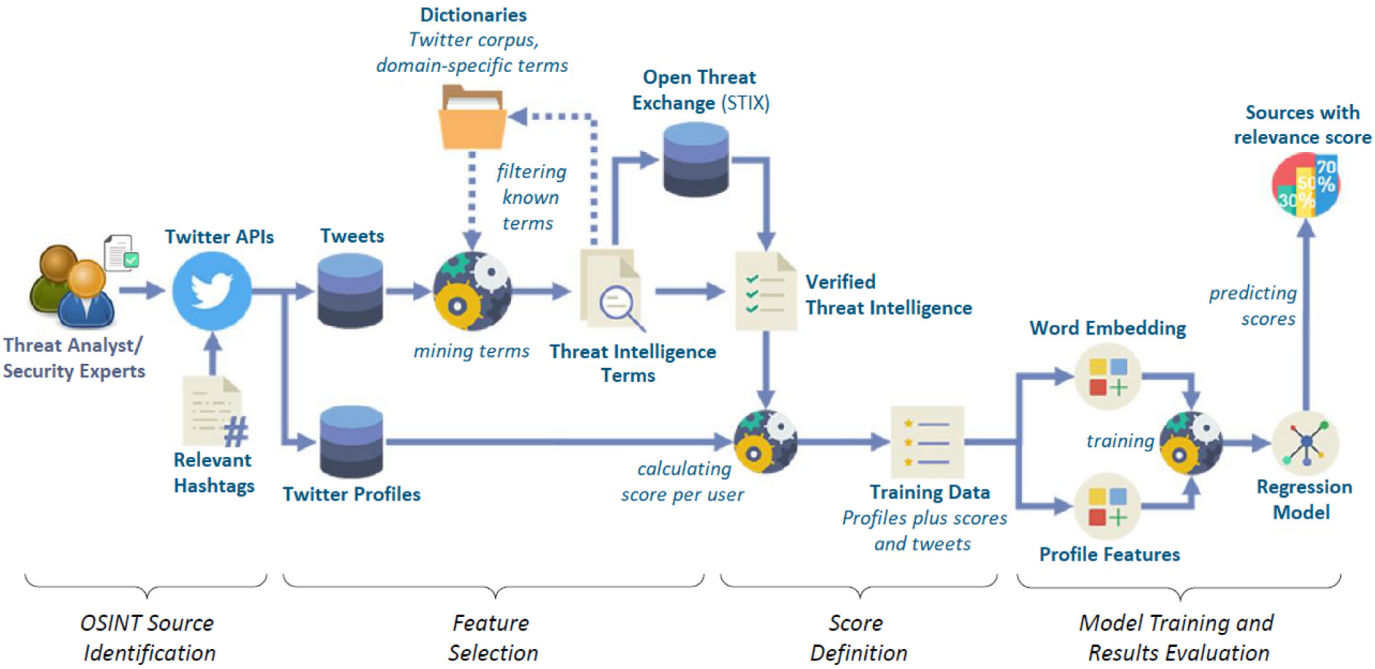 Dictionaries
Twitter corpus,
domain-specific terms
Open Threat
Exchange (STIX)
Sources with
relevance score
70
%
50
%
30
filtering
known
terms
Twitter APIs
Tweets
Verified
Threat Intelligence
predicting
scores
Threat Analyst/
Security Experts
mining terms
Threat Intelligence
Terms
Word Embedding
#
Relevant
Hashtags
Twitter Profiles
calculating
score per user
Training Data
Profiles plus scores
and tweets
training
Regression
Model
Profile Features
OSINT Source
Identification
Feature
Selection
Score
Definition
Model Training and
Results Evaluation